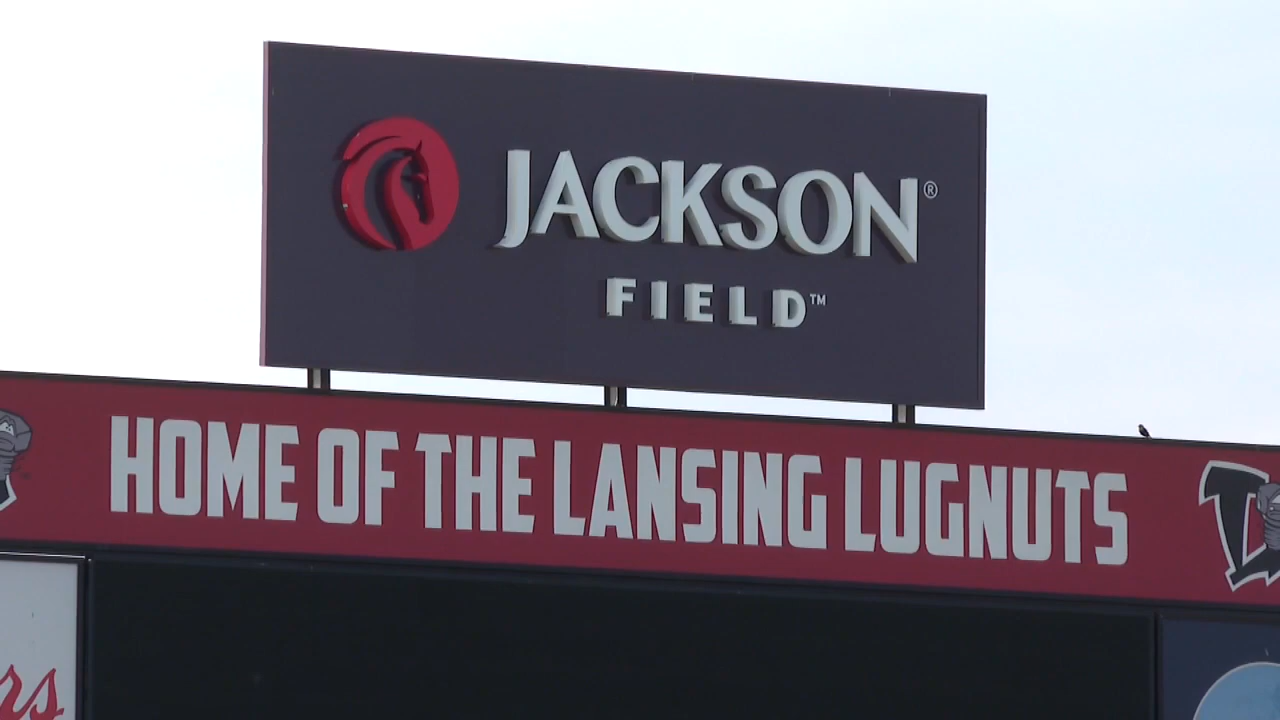 JACKSON®
FIELD™
HOME OF THE LANSING LUGNUTS